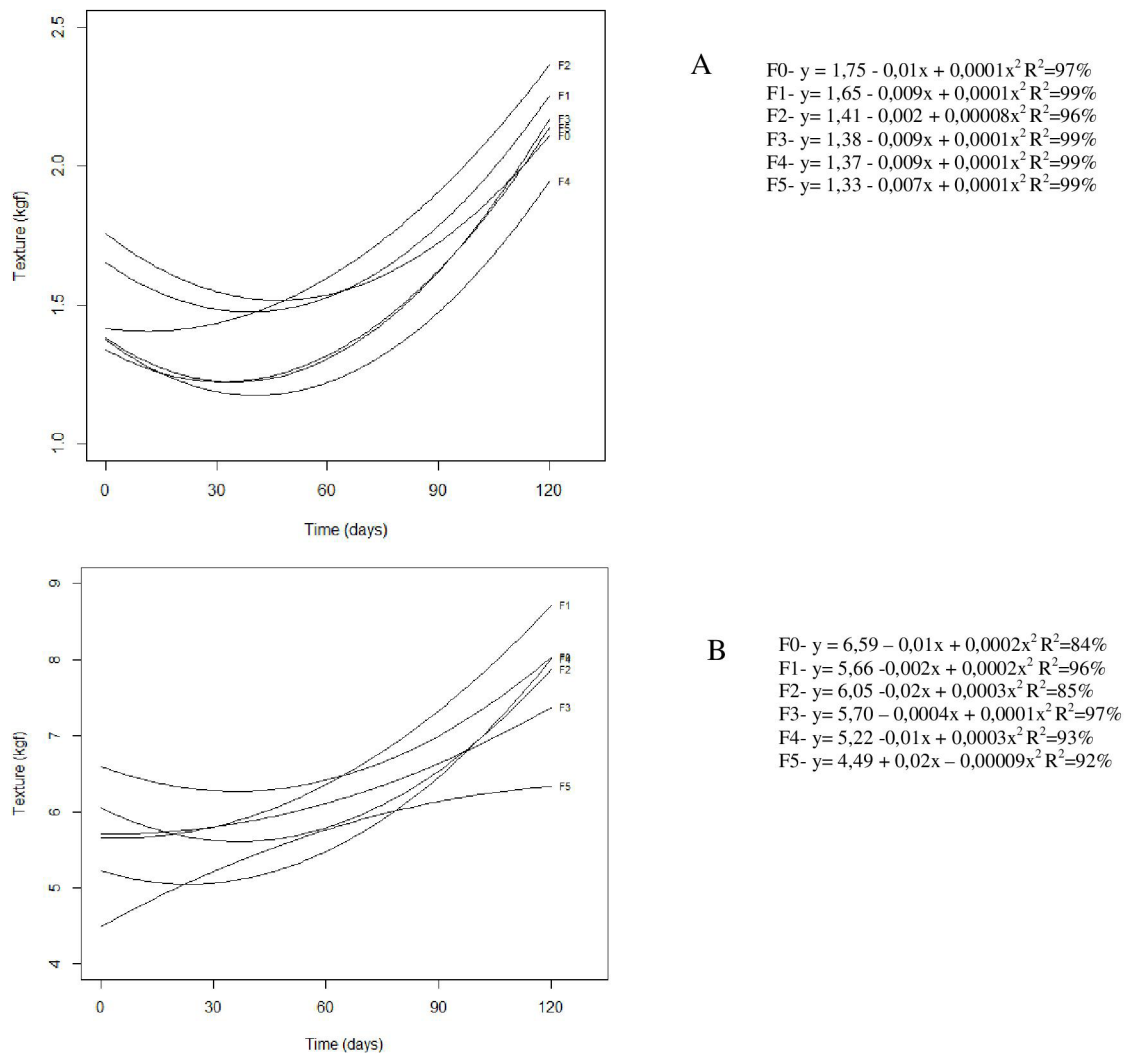 2.5
2.0
1.5
1.0
Texture (kgf)
F2
F1
F3
F5
F0
F4
0 30 60 90 120
Time (days)
A
F0- y = 1,75 - 0,01x + 0,0001x² R²=97%
F1- y= 1,65 - 0,009x + 0,0001x² R²=99%
F2- y= 1,41 - 0,002 + 0,00008x² R²=96%
F3- y= 1,38 - 0,009x + 0,0001x² R²=99%
F4- y= 1,37 - 0,009x + 0,0001x² R²=99%
F5- y= 1,33 - 0,007x + 0,0001x² R²=99%
9
8
7
6
5
4
Texture (kgf)
F1
F0
F4
F2
F3
F5
0 30 60 90 120
Time (days)
B
F0- y = 6,59 – 0,01x + 0,0002x² R²=84%
F1- y= 5,66 -0,002x + 0,0002x² R²=96%
F2- y= 6,05 -0,02x + 0,0003x² R²=85%
F3- y= 5,70 – 0,0004x + 0,0001x² R²=97%
F4- y= 5,22 -0,01x + 0,0003x² R²=93%
F5- y= 4,49 + 0,02x – 0,00009x² R²=92%